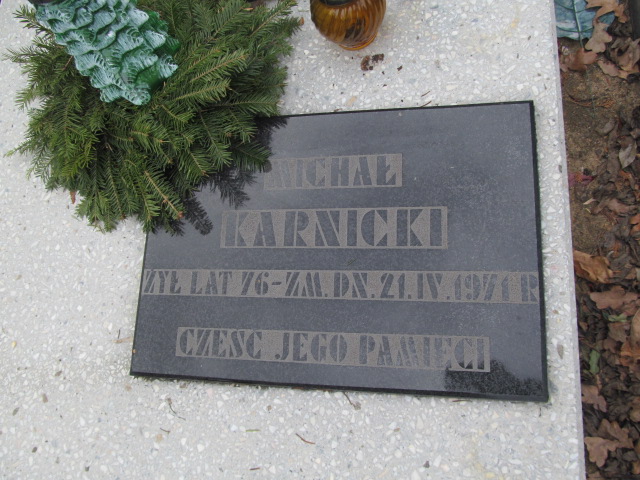 MICHAŁ
KARNICKI
ŻYŁ LAT 76-ZM. DN. 21.IV.1971 R
CZEŚĆ JEGO PAMIĘCI